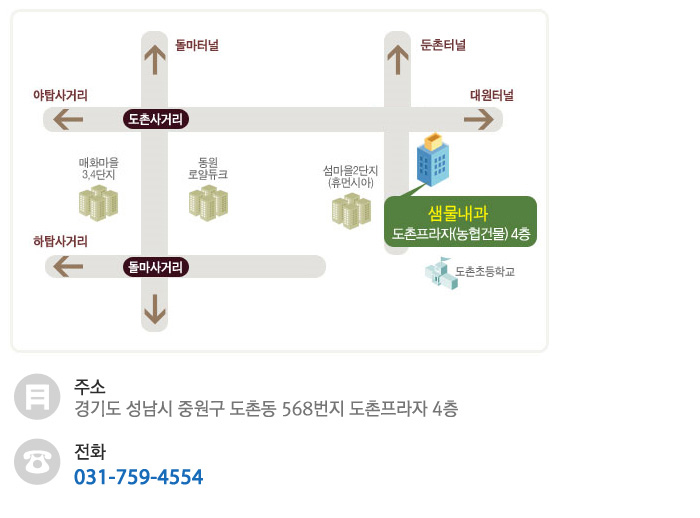 돌마터널
둔촌터널
야탑사거리
대원터널
도촌사거리
매화마을
3,4단지
동원
로얄듀크
섬마을2단지
(휴먼시아)
샘물내과
도촌프라자(농협건물) 4층
하탑사거리
돌마사거리
도촌초등학교
주소
경기도 성남시 중원구 도촌동 568번지 도촌프라자 4층
전화
031-759-4554